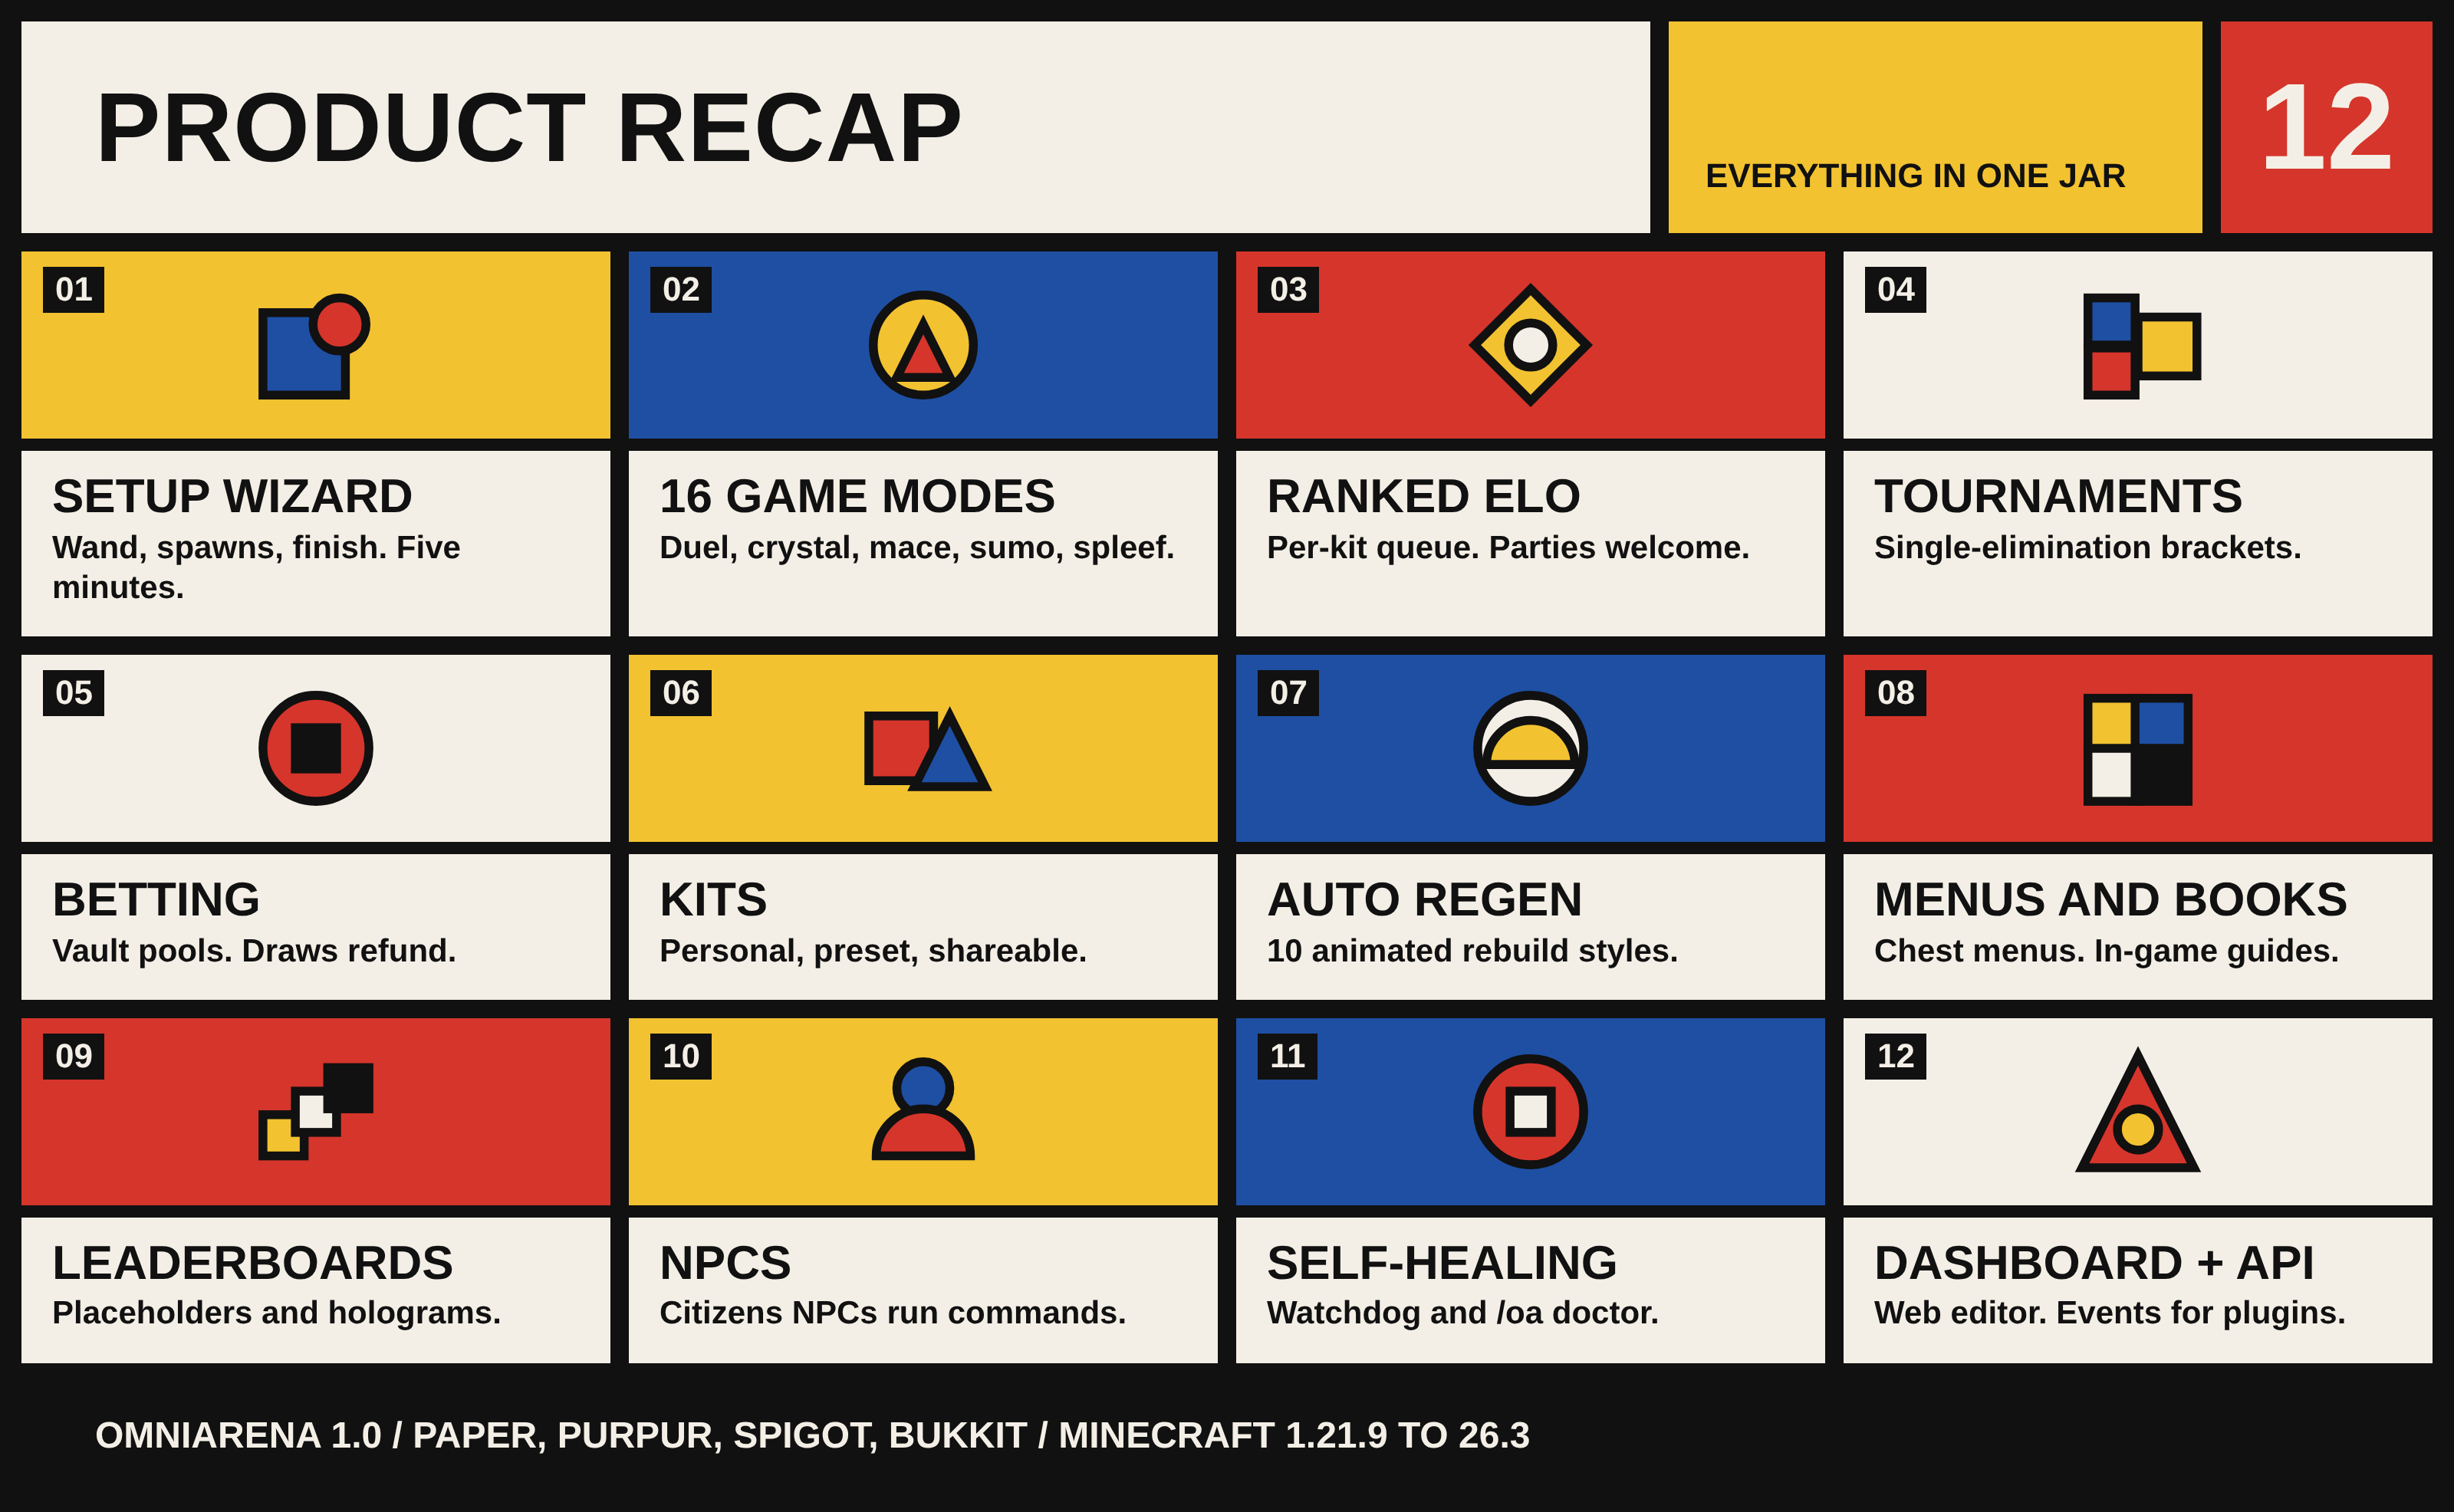 PRODUCT RECAP
EVERYTHING IN ONE JAR
12
01
02
03
04
SETUP WIZARD
Wand, spawns, finish. Five
minutes.
16 GAME MODES
Duel, crystal, mace, sumo, spleef.
RANKED ELO
Per-kit queue. Parties welcome.
TOURNAMENTS
Single-elimination brackets.
05
06
07
08
BETTING
Vault pools. Draws refund.
KITS
Personal, preset, shareable.
AUTO REGEN
10 animated rebuild styles.
MENUS AND BOOKS
Chest menus. In-game guides.
09
10
11
12
LEADERBOARDS
Placeholders and holograms.
NPCS
Citizens NPCs run commands.
SELF-HEALING
Watchdog and /oa doctor.
DASHBOARD + API
Web editor. Events for plugins.
OMNIARENA 1.0 / PAPER, PURPUR, SPIGOT, BUKKIT / MINECRAFT 1.21.9 TO 26.3